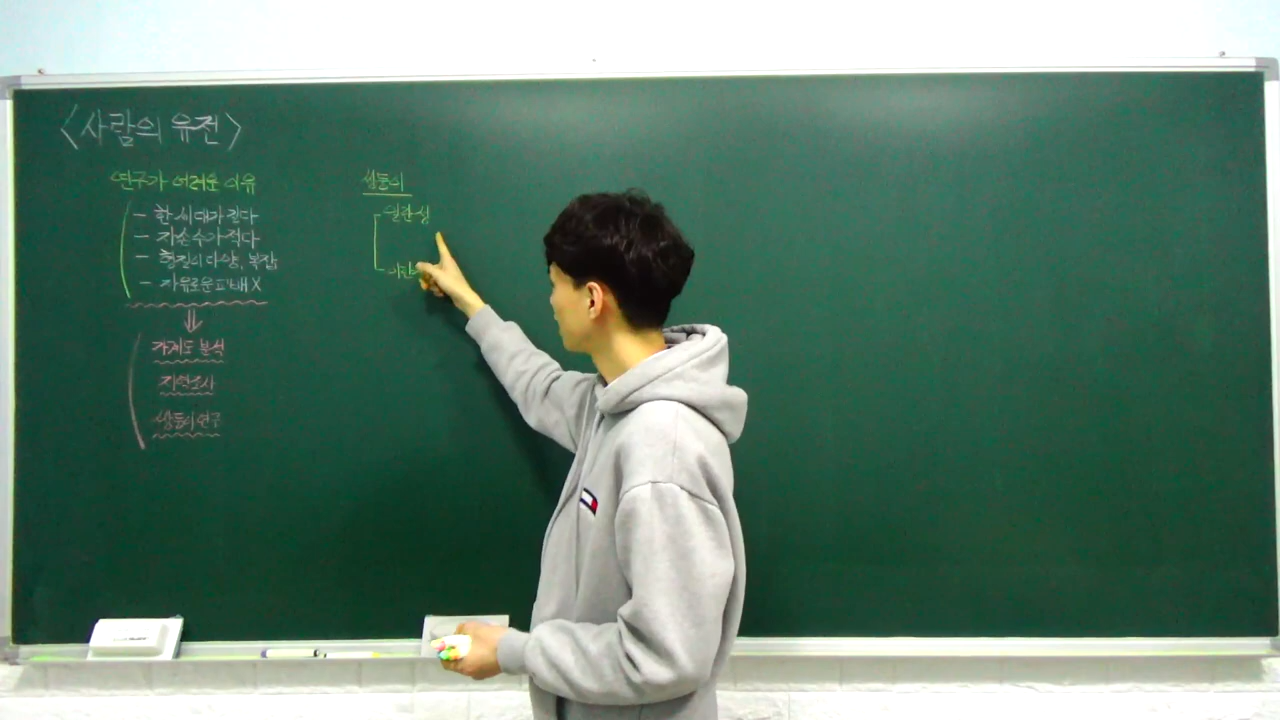 <사람의 유전>
연구가 어려운 이유
- 한 세대가 길다
- 자손 수가 적다
- 형질이 다양, 복잡
- 자유로운 교배 X
⇓
가계도 분석
집단조사
쌍둥이 연구
쌍둥이
- 일란성
- 이란